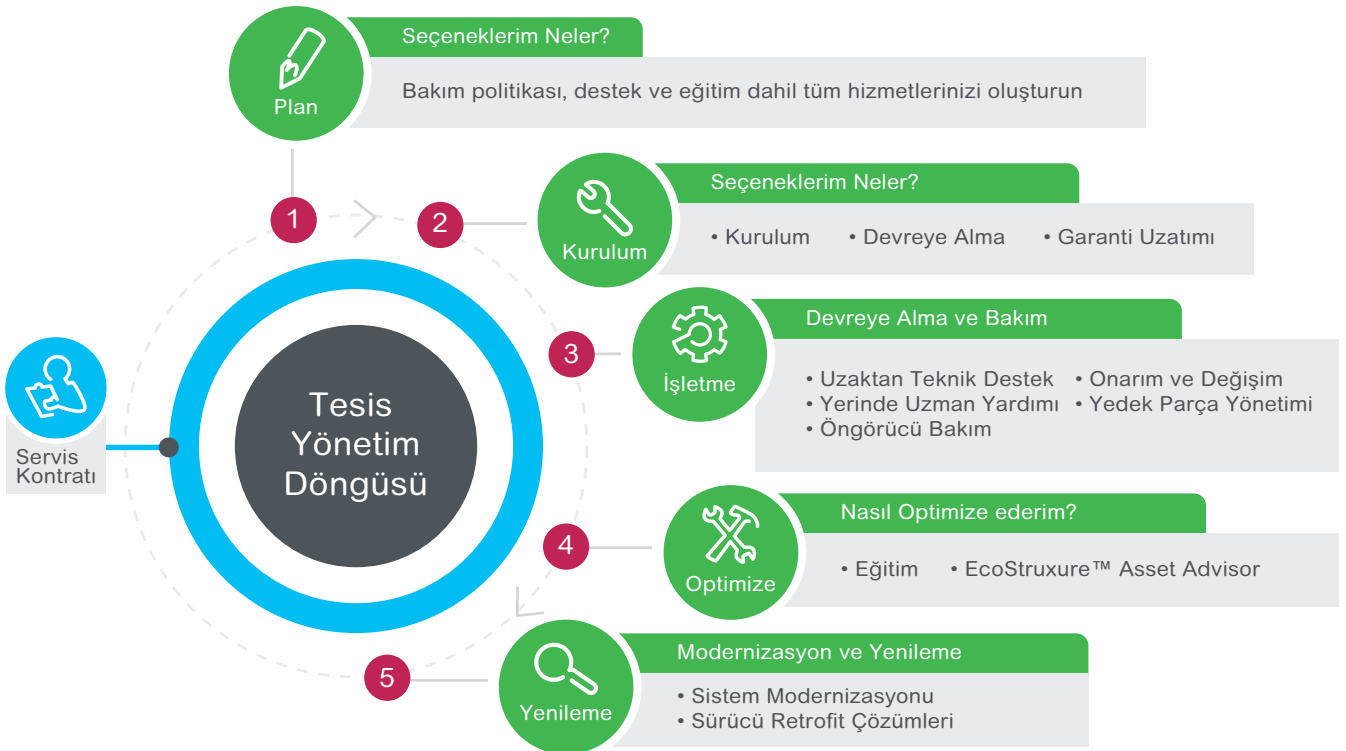 Seçeneklerim Neler?
Bakım politikası, destek ve eğitim dahil tüm hizmetlerinizi oluşturun
Plan
1
2
Seçeneklerim Neler?
• Kurulum • Devreye Alma • Garanti Uzatımı
Kurulum
3
Devreye Alma ve Bakım
İşletme
• Uzaktan Teknik Destek • Onarım ve Değişim
• Yerinde Uzman Yardımı • Yedek Parça Yönetimi
• Öngörücü Bakım
Tesis
Yönetim
Döngüsü
Servis
Kontratı
4
Nasıl Optimize ederim?
• Eğitim • EcoStruxure™ Asset Advisor
Optimize
5
Modernizasyon ve Yenileme
• Sistem Modernizasyonu
• Sürücü Retrofit Çözümleri
Yenileme